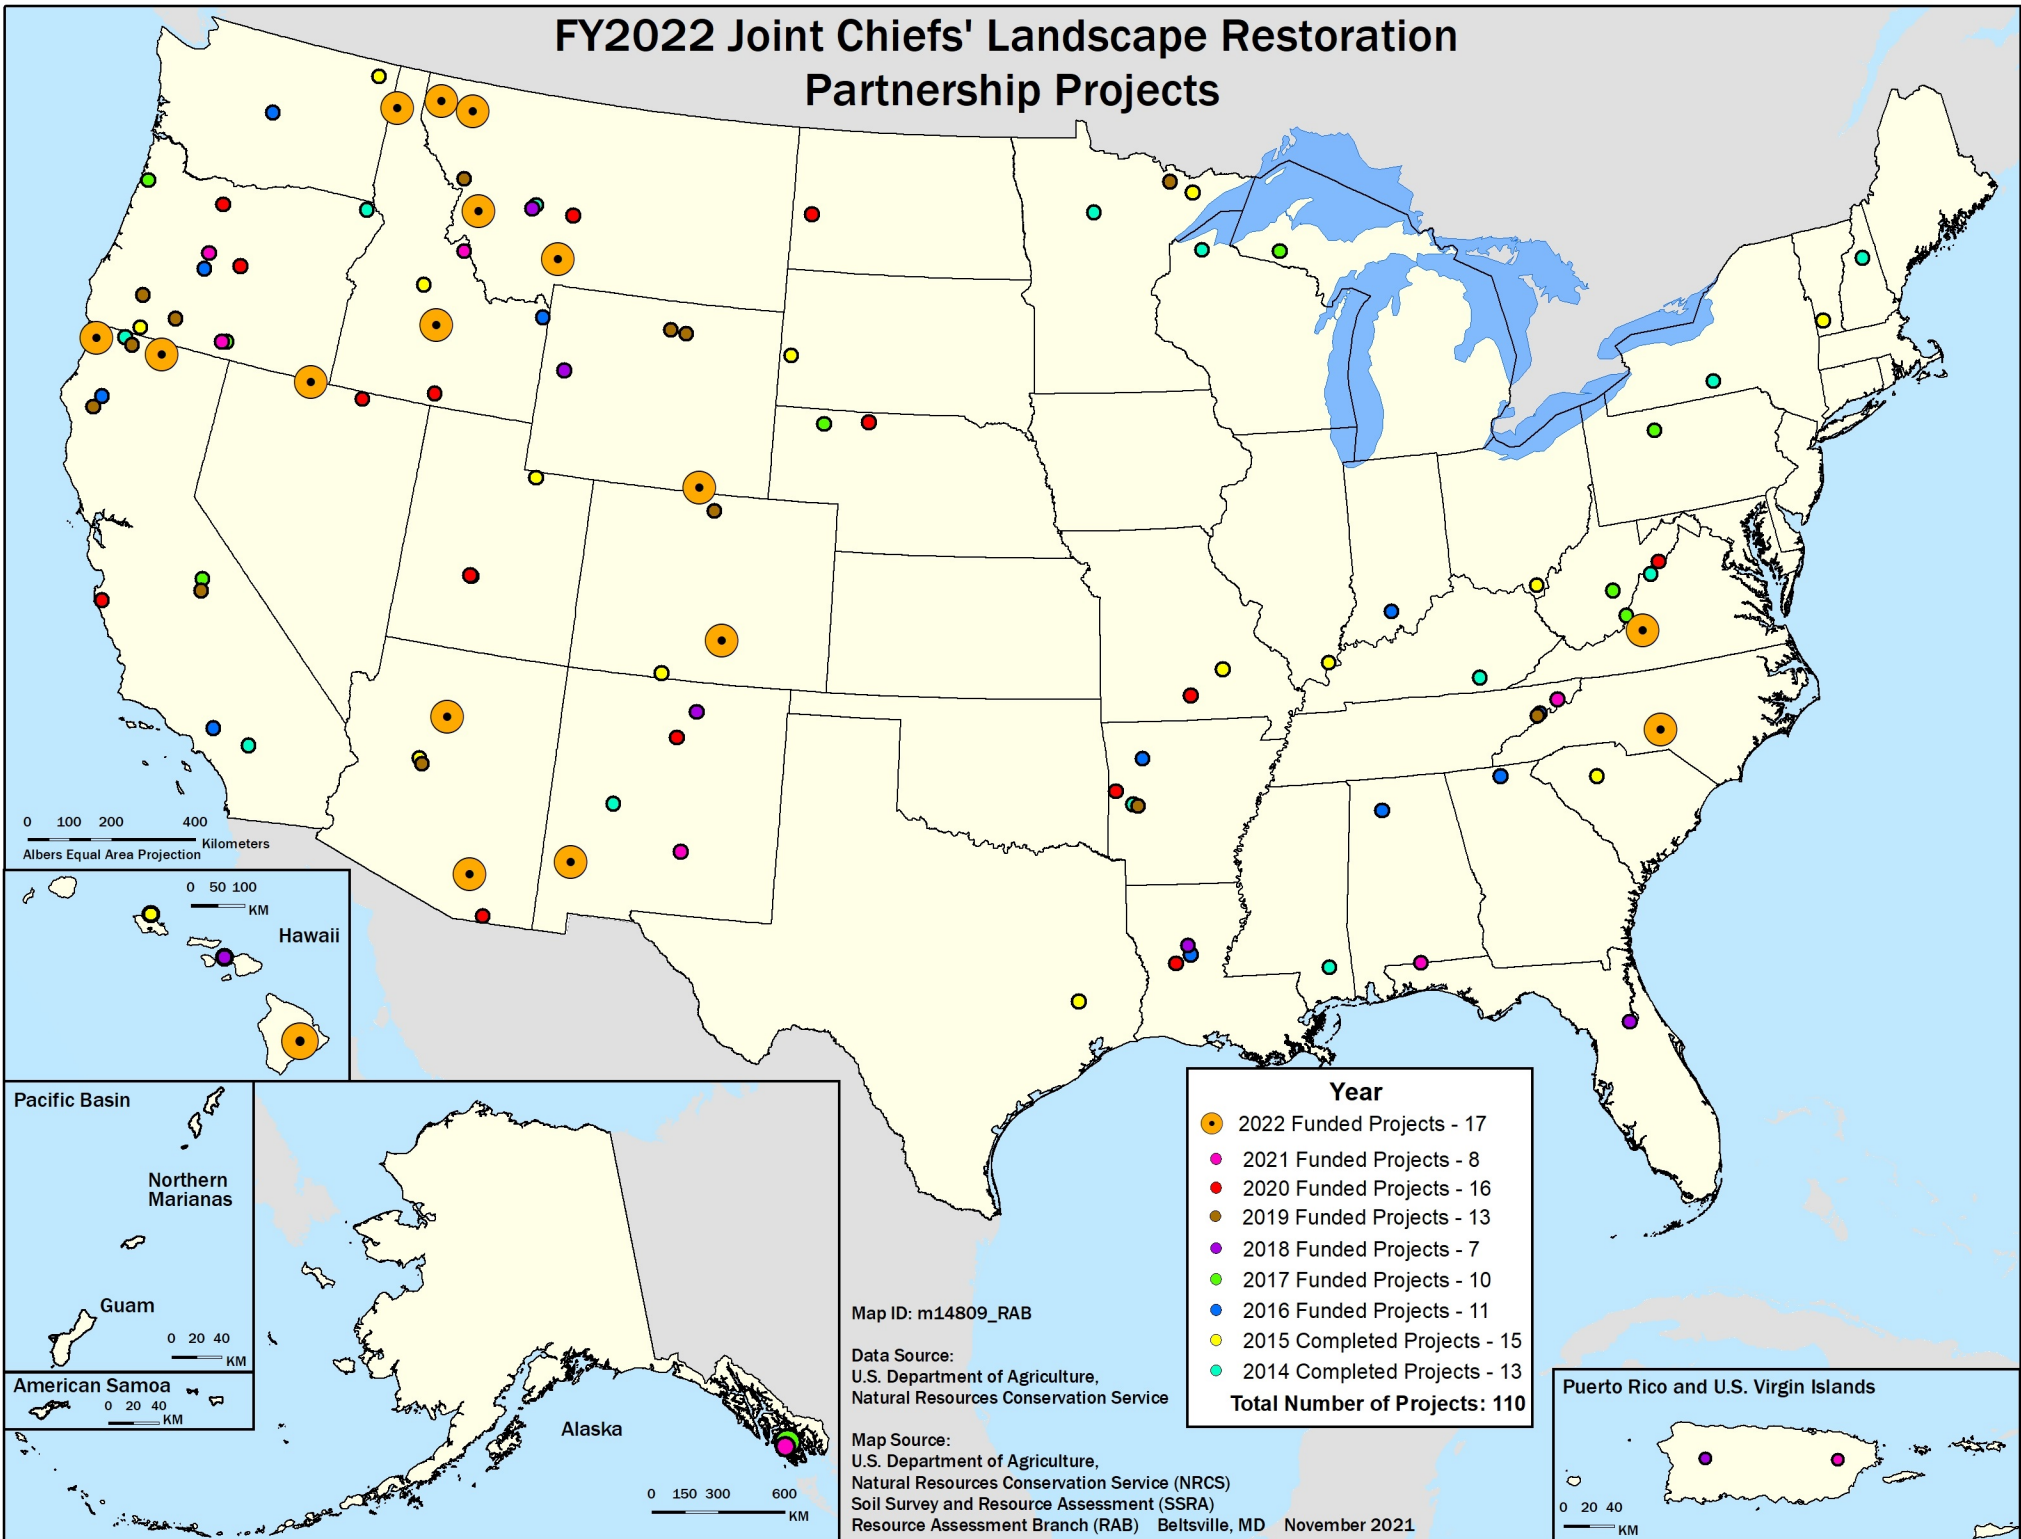 FY2022 Joint Chiefs' Landscape Restoration
Partnership Projects
0 100 200 400
Kilometers
Albers Equal Area Projection
0 50 100
KM
Hawaii
Pacific Basin
Northern
Marianas
Guam
0 20 40
KM
American Samoa
0 20 40
KM
Alaska
0 150 300 600
KM
Map ID: m14809_RAB
Data Source:
U.S. Department of Agriculture,
Natural Resources Conservation Service
Map Source:
U.S. Department of Agriculture,
Natural Resources Conservation Service (NRCS)
Soil Survey and Resource Assessment (SSRA)
Resource Assessment Branch (RAB) Beltsville, MD November 2021
Year
2022 Funded Projects - 17
2021 Funded Projects - 8
2020 Funded Projects - 16
2019 Funded Projects - 13
2018 Funded Projects - 7
2017 Funded Projects - 10
2016 Funded Projects - 11
2015 Completed Projects - 15
2014 Completed Projects - 13
Total Number of Projects: 110
Puerto Rico and U.S. Virgin Islands
0 20 40
KM